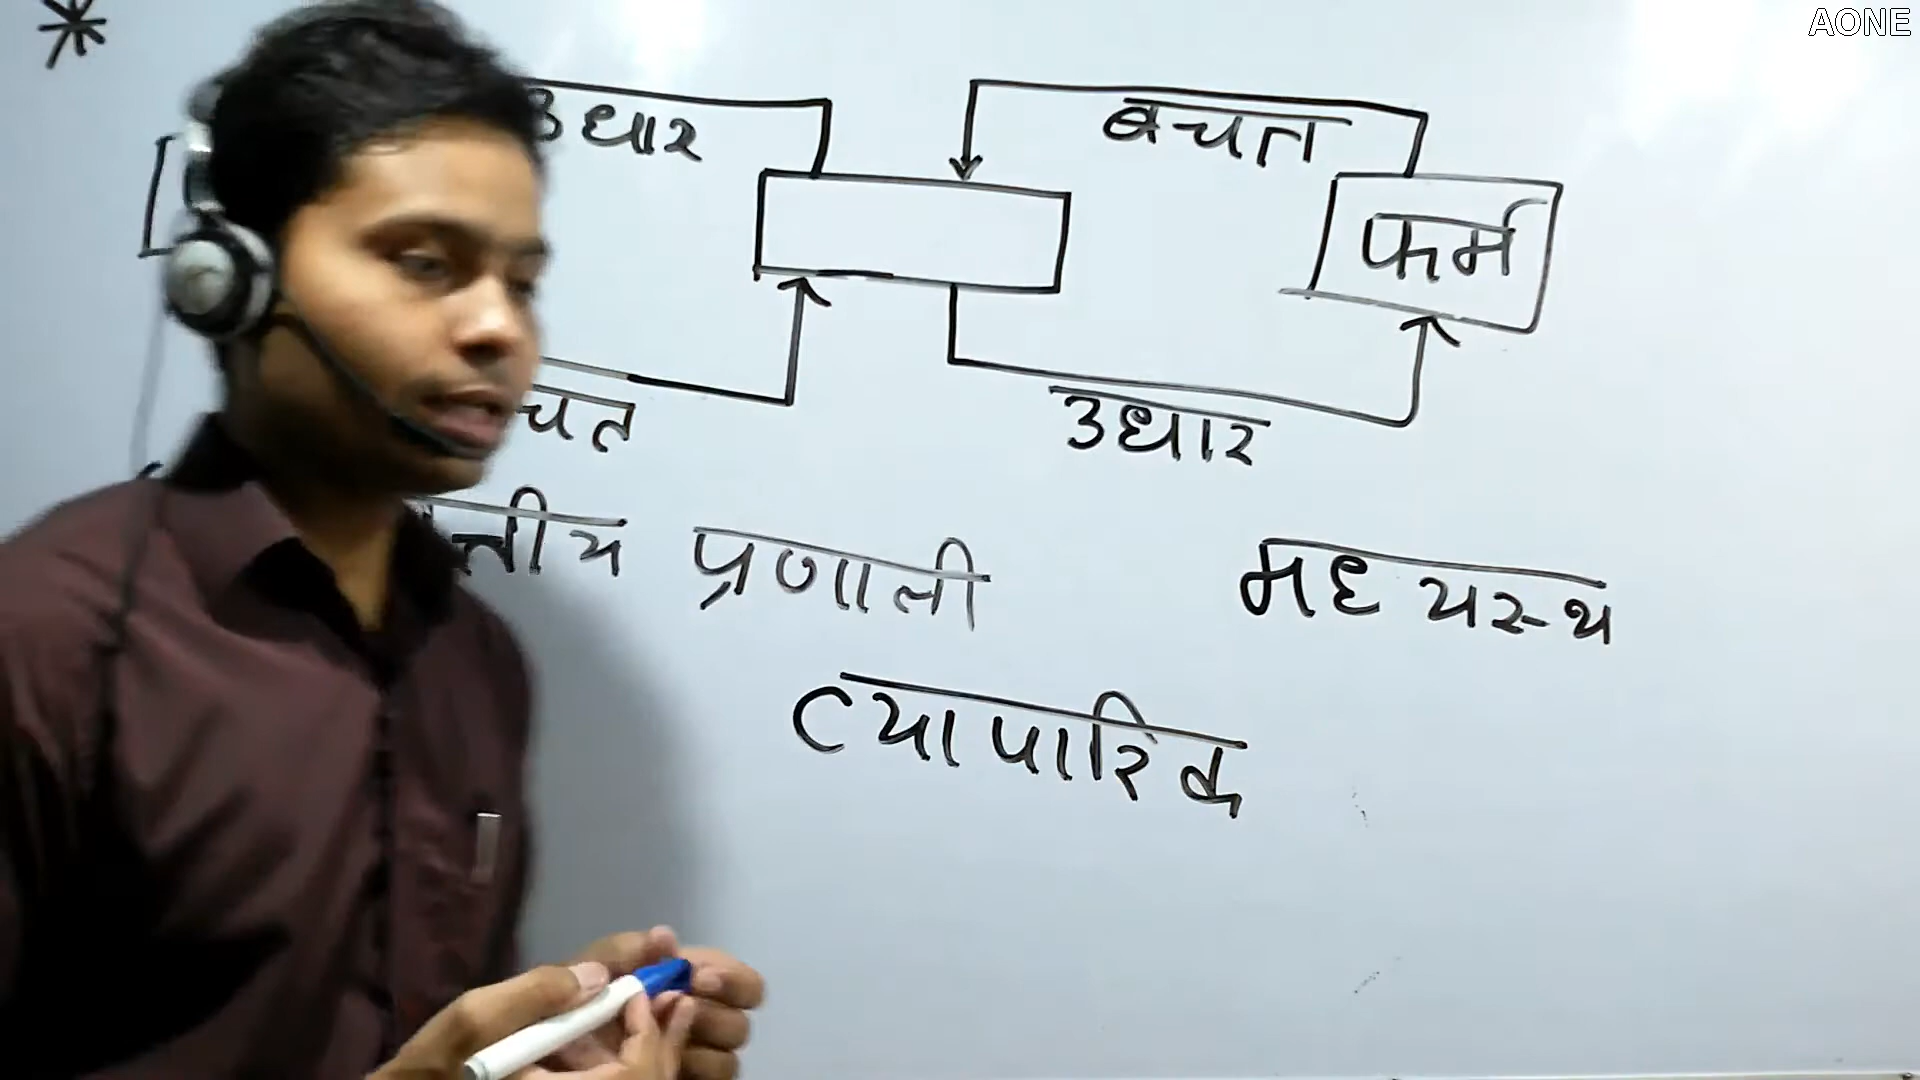 AONE
उधार
बचत
फर्म
उधार
प्रणाली
मध्यस्थ
व्यापारिक